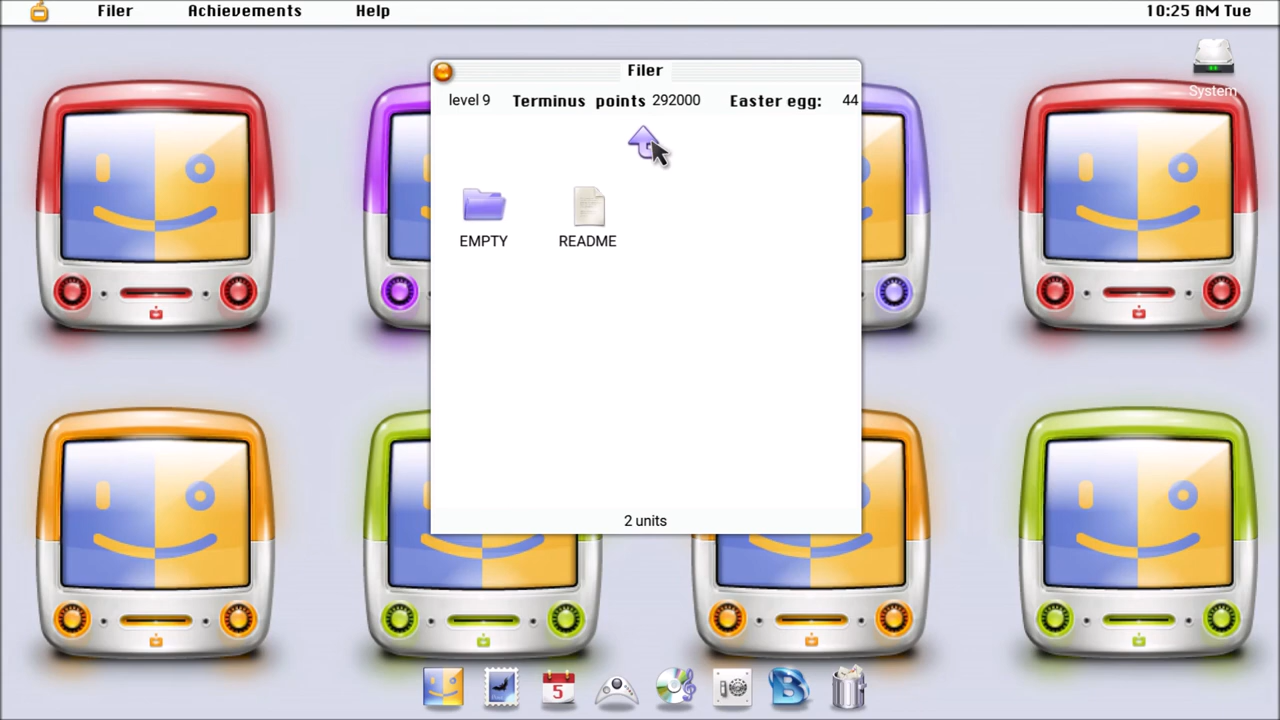 Filer Achievements Help 10:25 AM Tue
Filer
level 9 Terminus points 292000 Easter egg: 44
System
EMPTY README
2 units
5